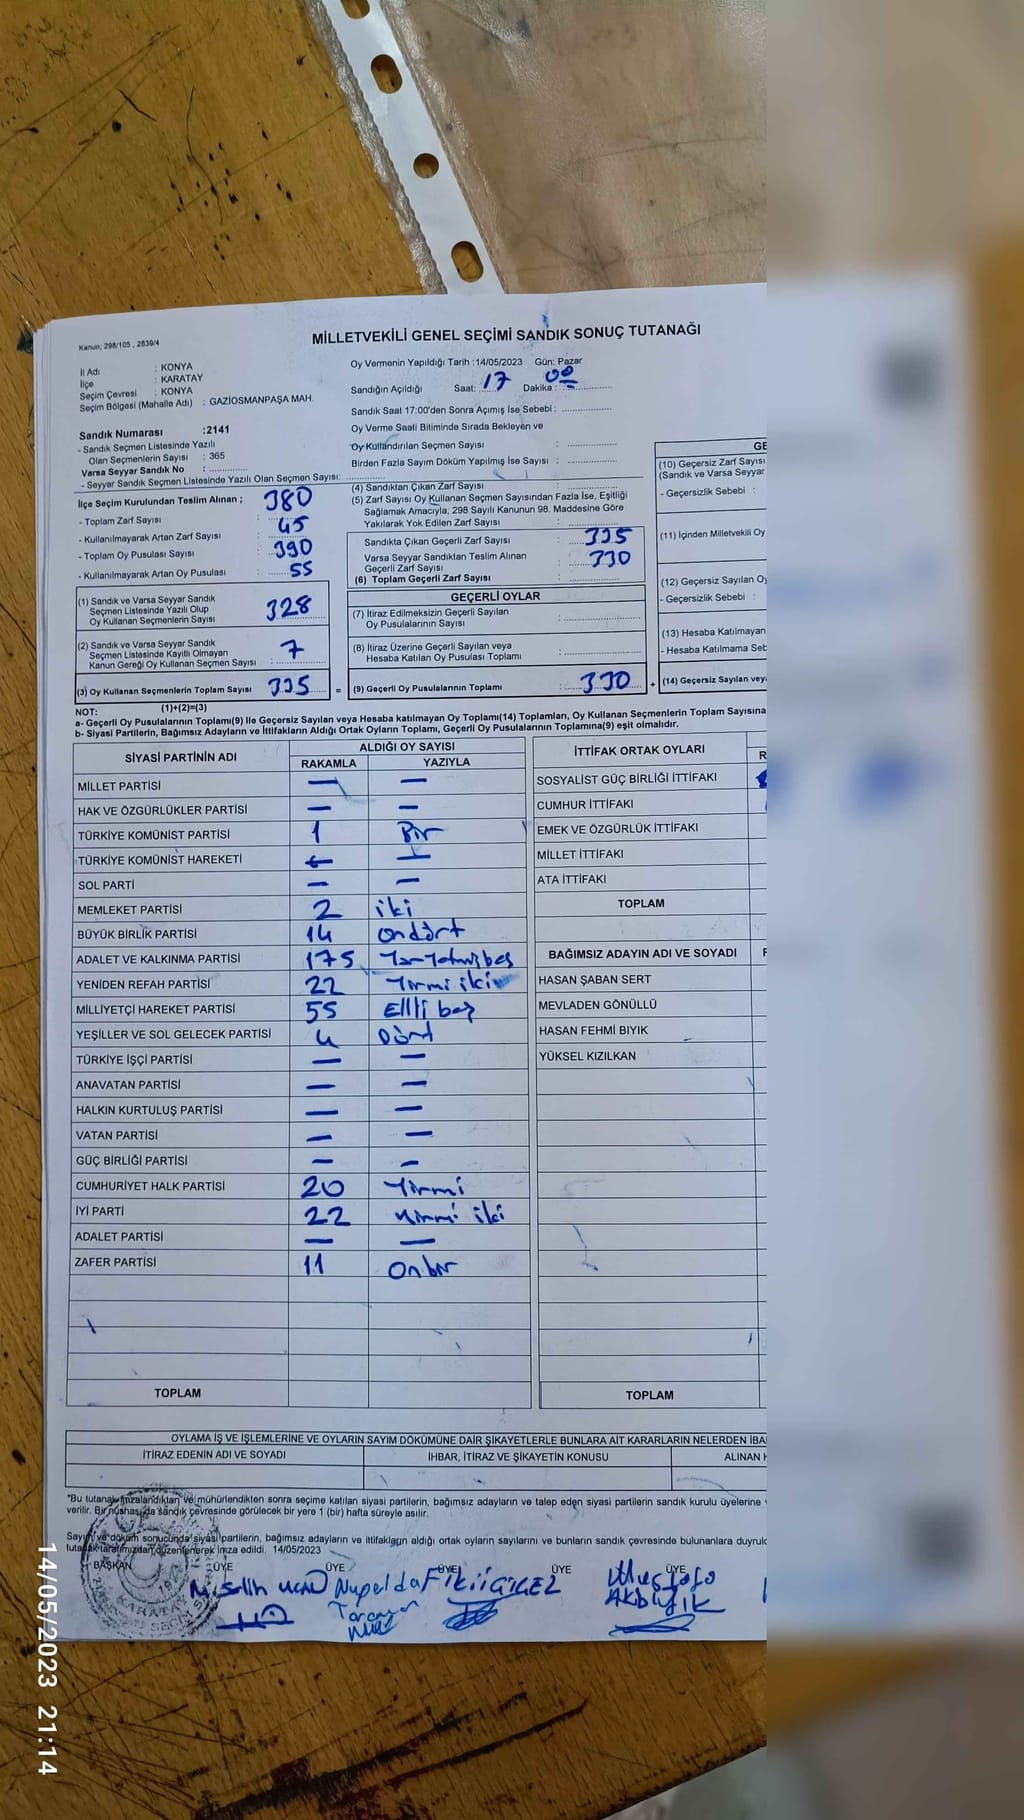 Kanun; 298/105 , 2839/4
MİLLETVEKİLİ GENEL SEÇİMİ SANDIK SONUÇ TUTANAĞI
İl Adı : KONYA
İlçe : KARATAY
Seçim Çevresi : KONYA
Seçim Bölgesi (Mahalle Adı) : GAZİOSMANPAŞA MAH.
Oy Vermenin Yapıldığı Tarih :14/05/2023 Gün: Pazar
Sandığın Açıldığı Saat: 17 Dakika : 00
Sandık Saat 17:00'den Sonra Açımış İse Sebebi :
Sandık Numarası :2141
- Sandık Seçmen Listesinde Yazılı
Olan Seçmenlerin Sayısı : 365
Varsa Seyyar Sandık No :
- Seyyar Sandık Seçmen Listesinde Yazılı Olan Seçmen Sayısı:
Oy Verme Saati Bitiminde Sırada Bekleyen ve
Oy Kullandırılan Seçmen Sayısı :
Birden Fazla Sayım Döküm Yapılmış İse Sayısı :
İlçe Seçim Kurulundan Teslim Alınan ;
- Toplam Zarf Sayısı : 380
- Kullanılmayarak Artan Zarf Sayısı : 45
- Toplam Oy Pusulası Sayısı : 390
- Kullanılmayarak Artan Oy Pusulası : 55
(4) Sandıktan Çıkan Zarf Sayısı :
(5) Zarf Sayısı Oy Kullanan Seçmen Sayısından Fazla İse, Eşitliği
Sağlamak Amacıyla; 298 Sayılı Kanunun 98. Maddesine Göre
Yakılarak Yok Edilen Zarf Sayısı :
Sandıkta Çıkan Geçerli Zarf Sayısı : 335
Varsa Seyyar Sandıktan Teslim Alınan
Geçerli Zarf Sayısı : 330
(6) Toplam Geçerli Zarf Sayısı :
(1) Sandık ve Varsa Seyyar Sandık
Seçmen Listesinde Yazılı Olup
Oy Kullanan Seçmenlerin Sayısı : 328
(2) Sandık ve Varsa Seyyar Sandık
Seçmen Listesinde Kayıtlı Olmayan
Kanun Gereği Oy Kullanan Seçmen Sayısı : 7
(3) Oy Kullanan Seçmenlerin Toplam Sayısı : 335 =
(1)+(2)=(3)
GEÇERLİ OYLAR
(7) İtiraz Edilmeksizin Geçerli Sayılan
Oy Pusulalarının Sayısı :
(8) İtiraz Üzerine Geçerli Sayılan veya
Hesaba Katılan Oy Pusulası Toplamı :
(9) Geçerli Oy Pusulalarının Toplamı : 330 +
GE
(10) Geçersiz Zarf Sayısı
(Sandık ve Varsa Seyyar
- Geçersizlik Sebebi :
(11) İçinden Milletvekili Oy
(12) Geçersiz Sayılan Oy
- Geçersizlik Sebebi :
(13) Hesaba Katılmayan
- Hesaba Katılmama Seb
(14) Geçersiz Sayılan vey
NOT:
a- Geçerli Oy Pusulalarının Toplamı(9) ile Geçersiz Sayılan veya Hesaba katılmayan Oy Toplamı(14) Toplamları, Oy Kullanan Seçmenlerin Toplam Sayısına
b- Siyasi Partilerin, Bağımsız Adayların ve İttifakların Aldığı Ortak Oyların Toplamı, Geçerli Oy Pusulalarının Toplamına(9) eşit olmalıdır.
SİYASİ PARTİNİN ADI ALDIĞI OY SAYISI
RAKAMLA YAZIYLA
MİLLET PARTİSİ — —
HAK VE ÖZGÜRLÜKLER PARTİSİ — —
TÜRKİYE KOMÜNİST PARTİSİ 1 Bir
TÜRKİYE KOMÜNİST HAREKETİ — —
SOL PARTİ — —
MEMLEKET PARTİSİ 2 iki
BÜYÜK BİRLİK PARTİSİ 14 ondört
ADALET VE KALKINMA PARTİSİ 175
YENİDEN REFAH PARTİSİ 22 Yirmi iki
MİLLİYETÇİ HAREKET PARTİSİ 55 Ellli beş
YEŞİLLER VE SOL GELECEK PARTİSİ 4 Dört
TÜRKİYE İŞÇİ PARTİSİ — —
ANAVATAN PARTİSİ — —
HALKIN KURTULUŞ PARTİSİ — —
VATAN PARTİSİ — —
GÜÇ BİRLİĞİ PARTİSİ — —
CUMHURİYET HALK PARTİSİ 20 Yirmi
İYİ PARTİ 22 Yirmi iki
ADALET PARTİSİ — —
ZAFER PARTİSİ 11 Onbir
TOPLAM
İTTİFAK ORTAK OYLARI
R
SOSYALİST GÜÇ BİRLİĞİ İTTİFAKI
CUMHUR İTTİFAKI
EMEK VE ÖZGÜRLÜK İTTİFAKI
MİLLET İTTİFAKI
ATA İTTİFAKI
TOPLAM
BAĞIMSIZ ADAYIN ADI VE SOYADI
HASAN ŞABAN SERT
MEVLADEN GÖNÜLLÜ
HASAN FEHMİ BIYIK
YÜKSEL KIZILKAN
TOPLAM
OYLAMA İŞ VE İŞLEMLERİNE VE OYLARIN SAYIM DÖKÜMÜNE DAİR ŞİKAYETLERLE BUNLARA AİT KARARLARIN NELERDEN İBA
İTİRAZ EDENİN ADI VE SOYADI İHBAR, İTİRAZ VE ŞİKAYETİN KONUSU ALINAN
*Bu tutanak imzalandıktan ve mühürlendikten sonra seçime katılan siyasi partilerin, bağımsız adayların ve talep eden siyasi partilerin sandık kurulu üyelerine
verilir. Bir nüshası da sandık çevresinde görülecek bir yere 1 (bir) hafta süreyle asılır.
Sayım ve döküm sonucunda siyasi partilerin, bağımsız adayların ve ittifakların aldığı ortak oyların sayılarını ve bunların sandık çevresinde bulunanlara duyrul
tutanak tarafımızdan düzenlenerek imza edildi. 14/05/2023
BAŞKAN ÜYE ÜYE ÜYE ÜYE ÜYE
Mustafa
KARATAY
14/05/2023 21:14